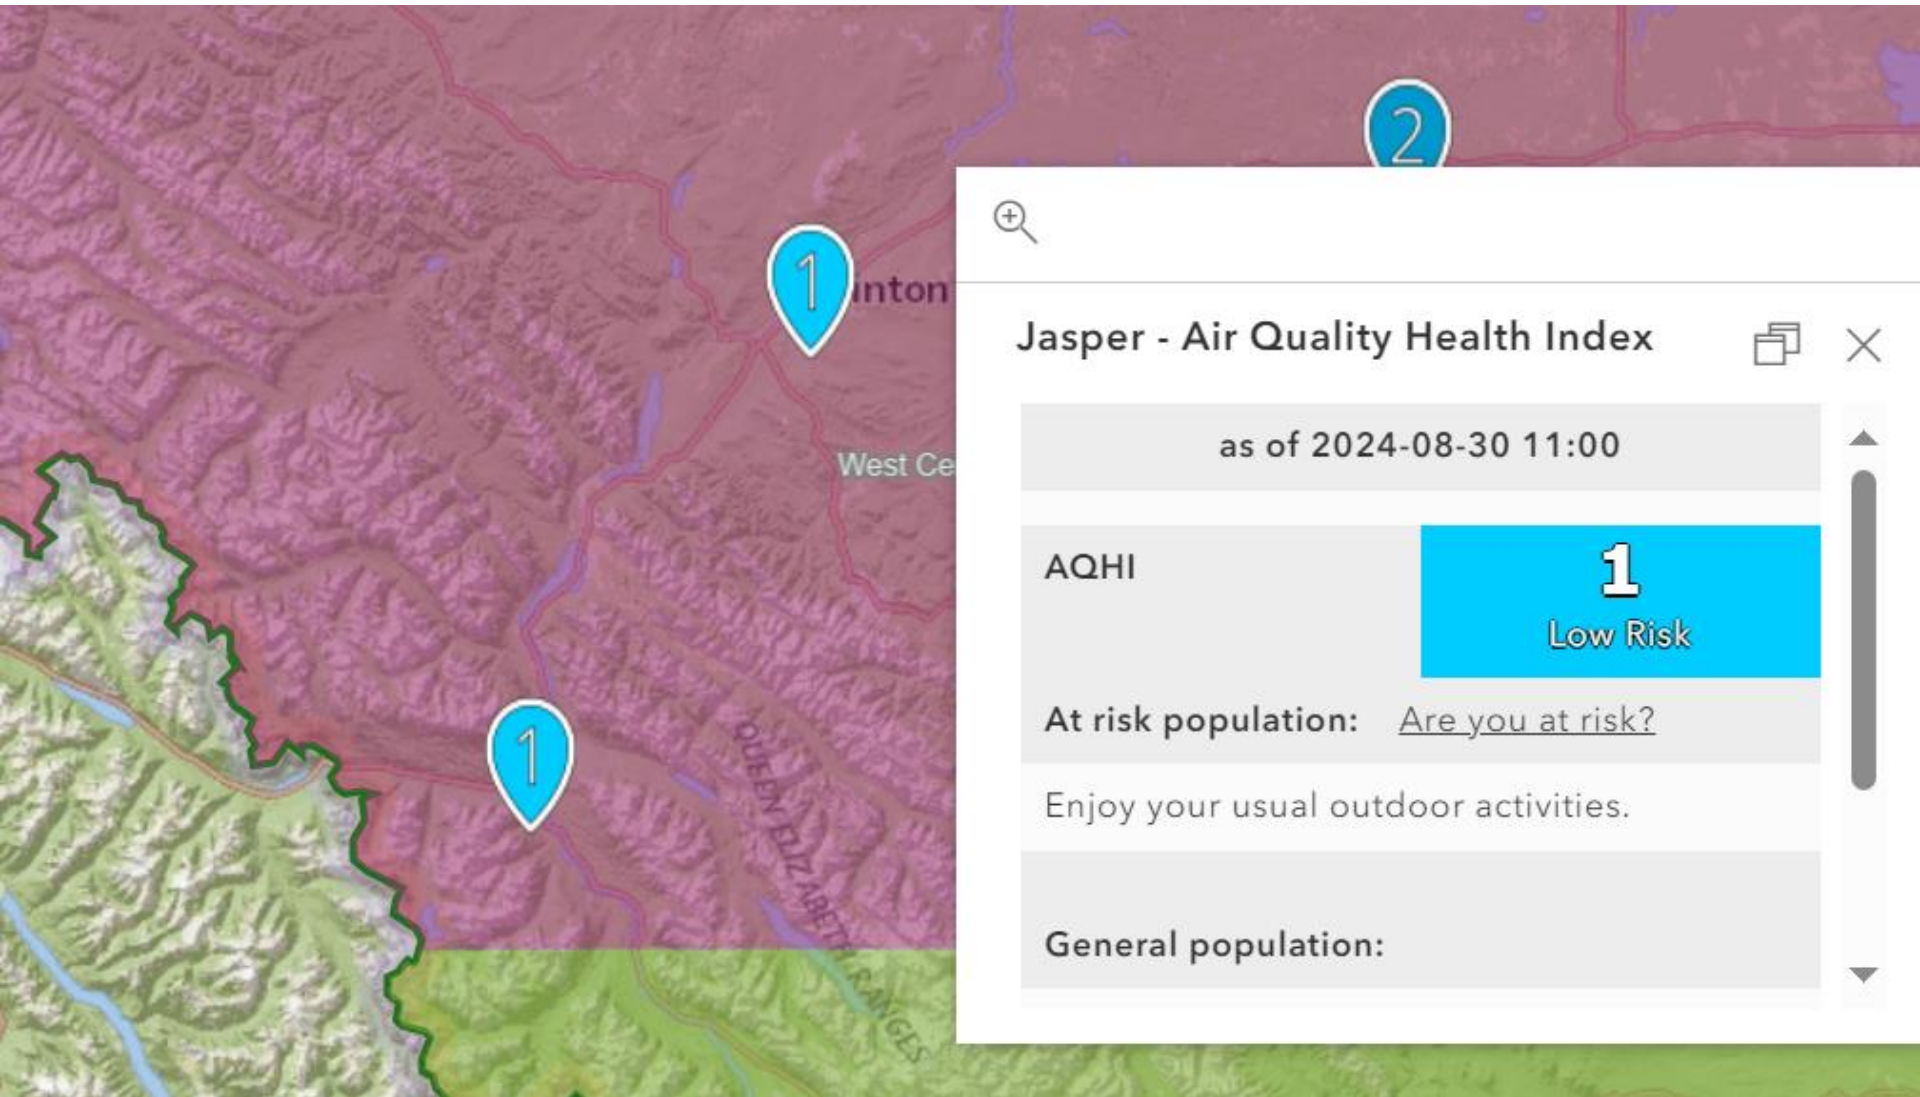 2
1
inton
Jasper - Air Quality Health Index
as of 2024-08-30 11:00
West Ce
AQHI
1
Low Risk
At risk population: Are you at risk?
1
QUEEN ELIZABETH RANGES
Enjoy your usual outdoor activities.
General population: